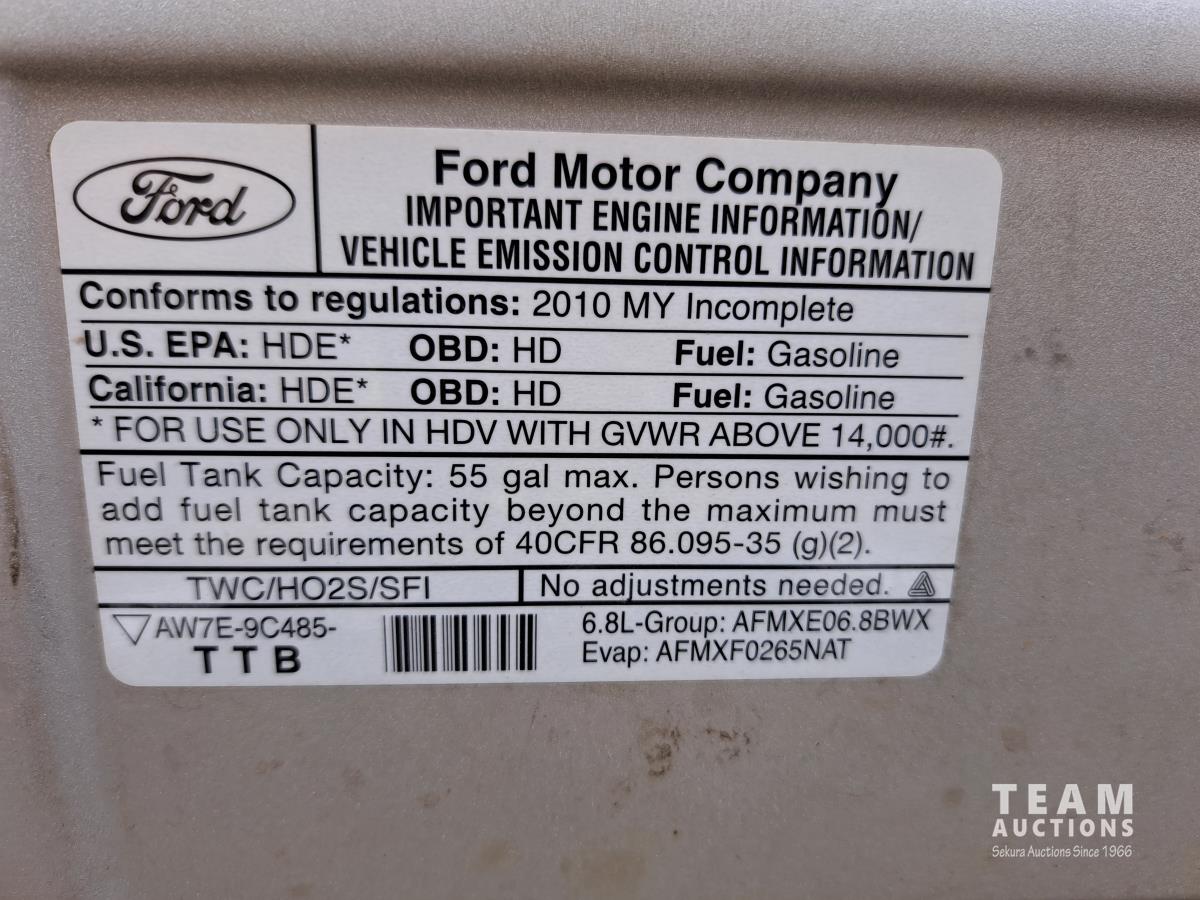 Ford
Ford Motor Company
IMPORTANT ENGINE INFORMATION/
VEHICLE EMISSION CONTROL INFORMATION
Conforms to regulations: 2010 MY Incomplete
U.S. EPA: HDE* OBD: HD Fuel: Gasoline
California: HDE* OBD: HD Fuel: Gasoline
* FOR USE ONLY IN HDV WITH GVWR ABOVE 14,000#.
Fuel Tank Capacity: 55 gal max. Persons wishing to
add fuel tank capacity beyond the maximum must
meet the requirements of 40CFR 86.095-35 (g)(2).
TWC/HO2S/SFI No adjustments needed.
AW7E-9C485-
TTB
6.8L-Group: AFMXE06.8BWX
Evap: AFMXF0265NAT
TEAM
AUCTIONS
Sekura Auctions Since 1966